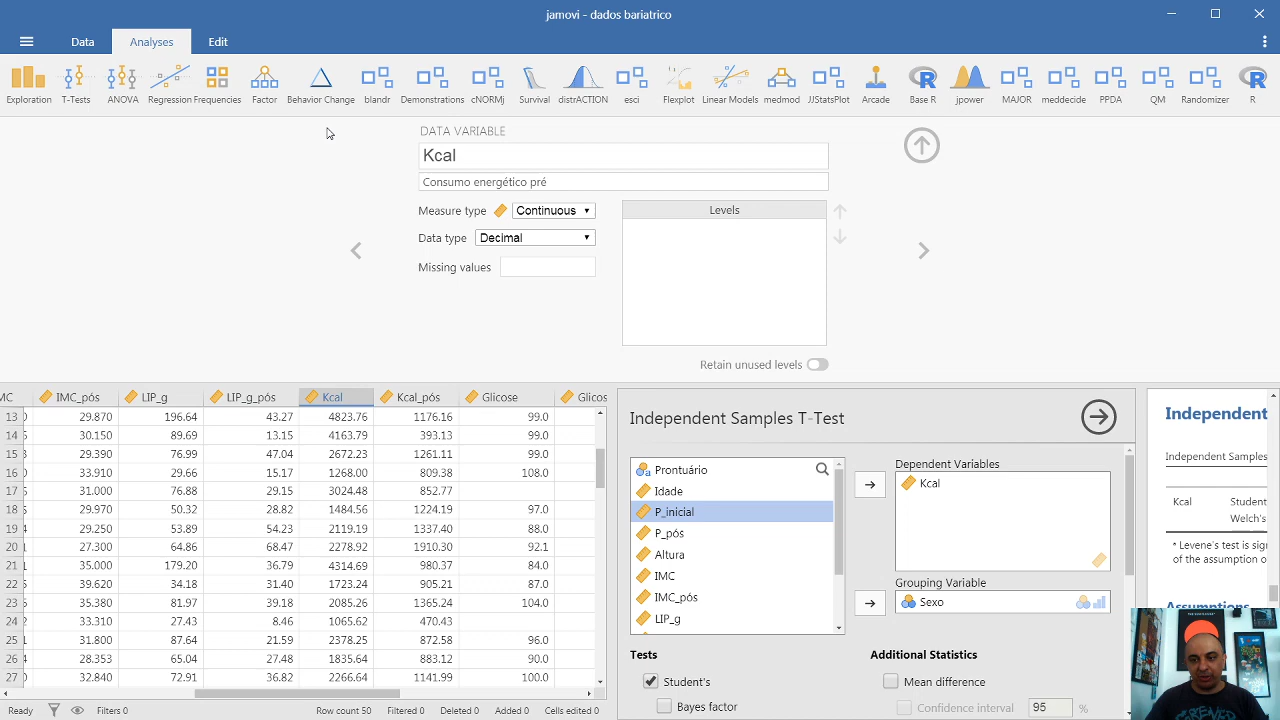 jamovi - dados bariatrico
Data Analyses Edit
Exploration T-Tests ANOVA Regression Frequencies Factor Behavior Change blandr Demonstrations cNORMj Survival distrACTION esci Flexplot Linear Models medmod JJStatsPlot Arcade Base R jpower MAJOR meddecide PPDA QM Randomizer R
DATA VARIABLE
Kcal
Consumo energético pré
Measure type Continuous
Levels
Data type Decimal
Missing values
Retain unused levels
MC IMC_pós LIP_g LIP_g_pós Kcal Kcal_pós Glicose Glicos
13 29.870 196.64 43.27 4823.76 1176.16 99.0
14 30.150 89.69 13.15 4163.79 393.13 99.0
15 29.390 76.99 47.04 2672.23 1261.11 99.0
16 33.910 29.66 15.17 1268.00 809.38 108.0
17 31.000 76.88 29.15 3024.48 852.77
18 29.970 50.32 28.82 1484.56 1224.19 97.0
19 29.250 53.89 54.23 2119.19 1337.40 88.0
20 27.300 64.86 68.47 2278.92 1910.30 92.1
21 35.000 179.20 36.79 4314.69 980.37 84.0
22 39.620 34.18 31.40 1723.24 905.21 87.0
23 35.380 81.97 39.18 2085.26 1365.24 104.0
24 33.310 27.43 8.46 1065.62 470.43
25 31.800 87.64 21.59 2378.25 872.58 96.0
26 28.353 65.04 27.48 1835.64 883.12 90.0
27 32.840 72.91 36.82 2266.64 1141.99 100.0
Ready Filters 0 Row count 50 Filtered 0 Deleted 0 Added 0 Cells edited 0
Independent Samples T-Test
Prontuário
Idade
P_inicial
P_pós
Altura
IMC
IMC_pós
LIP_g
Dependent Variables
Kcal
Grouping Variable
Sexo
Tests
Student's
Bayes factor
Additional Statistics
Mean difference
Confidence interval 95 %
Independent
Independent Samples
Kcal Student
Welch's
ᵃ Levene's test is sig
of the assumption o
Assumptions